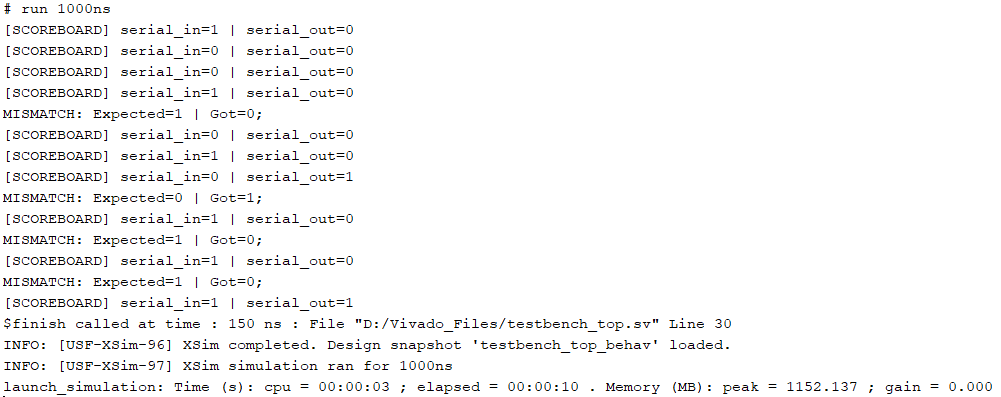 # run 1000ns
[SCOREBOARD] serial_in=1 | serial_out=0
[SCOREBOARD] serial_in=0 | serial_out=0
[SCOREBOARD] serial_in=0 | serial_out=0
[SCOREBOARD] serial_in=1 | serial_out=0
MISMATCH: Expected=1 | Got=0;
[SCOREBOARD] serial_in=0 | serial_out=0
[SCOREBOARD] serial_in=1 | serial_out=0
[SCOREBOARD] serial_in=0 | serial_out=1
MISMATCH: Expected=0 | Got=1;
[SCOREBOARD] serial_in=1 | serial_out=0
MISMATCH: Expected=1 | Got=0;
[SCOREBOARD] serial_in=1 | serial_out=0
MISMATCH: Expected=1 | Got=0;
[SCOREBOARD] serial_in=1 | serial_out=1
$finish called at time : 150 ns : File "D:/Vivado_Files/testbench_top.sv" Line 30
INFO: [USF-XSim-96] XSim completed. Design snapshot 'testbench_top_behav' loaded.
INFO: [USF-XSim-97] XSim simulation ran for 1000ns
launch_simulation: Time (s): cpu = 00:00:03 ; elapsed = 00:00:10 . Memory (MB): peak = 1152.137 ; gain = 0.000